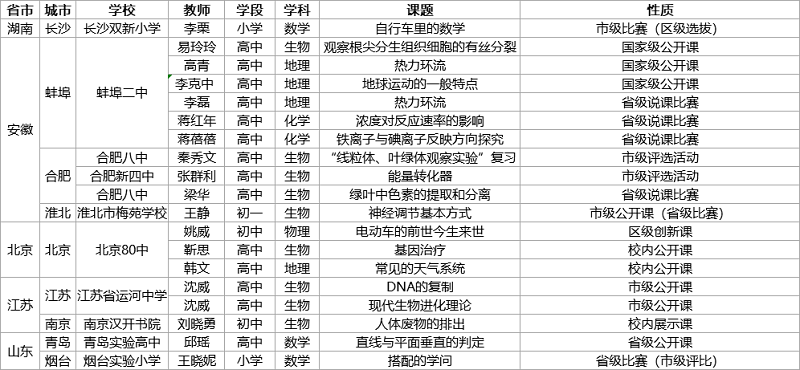 省市 城市 学校 教师 学段 学科 课题 性质
湖南 长沙 长沙双新小学 李栗 小学 数学 自行车里的数学 市级比赛（区级选拔）
安徽 蚌埠 蚌埠二中 易玲玲 高中 生物 观察根尖分生组织细胞的有丝分裂 国家级公开课
高青 高中 地理 热力环流 国家级公开课
李克中 高中 地理 地球运动的一般特点 国家级公开课
李磊 高中 地理 热力环流 省级说课比赛
蒋红年 高中 化学 浓度对反应速率的影响 省级说课比赛
蒋蓓蓓 高中 化学 铁离子与碘离子反映方向探究 省级说课比赛
合肥 合肥八中 秦秀文 高中 生物 “线粒体、叶绿体观察实验”复习 市级评选活动
合肥新四中 张群利 高中 生物 能量转化器 市级评选活动
合肥八中 梁华 高中 生物 绿叶中色素的提取和分离 省级说课比赛
淮北 淮北市梅苑学校 王静 初一 生物 神经调节基本方式 市级公开课（省级比赛）
北京 北京 北京80中 姚威 初中 物理 电动车的前世今生来世 区级创新课
靳思 高中 生物 基因治疗 校内公开课
韩文 高中 地理 常见的天气系统 校内公开课
江苏 江苏 江苏省运河中学 沈威 高中 生物 DNA的复制 市级公开课
沈威 高中 生物 现代生物进化理论 市级公开课
南京 南京汉开书院 刘晓勇 初中 生物 人体废物的排出 校内展示课
山东 青岛 青岛实验高中 邱瑶 高中 数学 直线与平面垂直的判定 省级公开课
烟台 烟台实验小学 王晓妮 小学 数学 搭配的学问 省级比赛（市级评比）